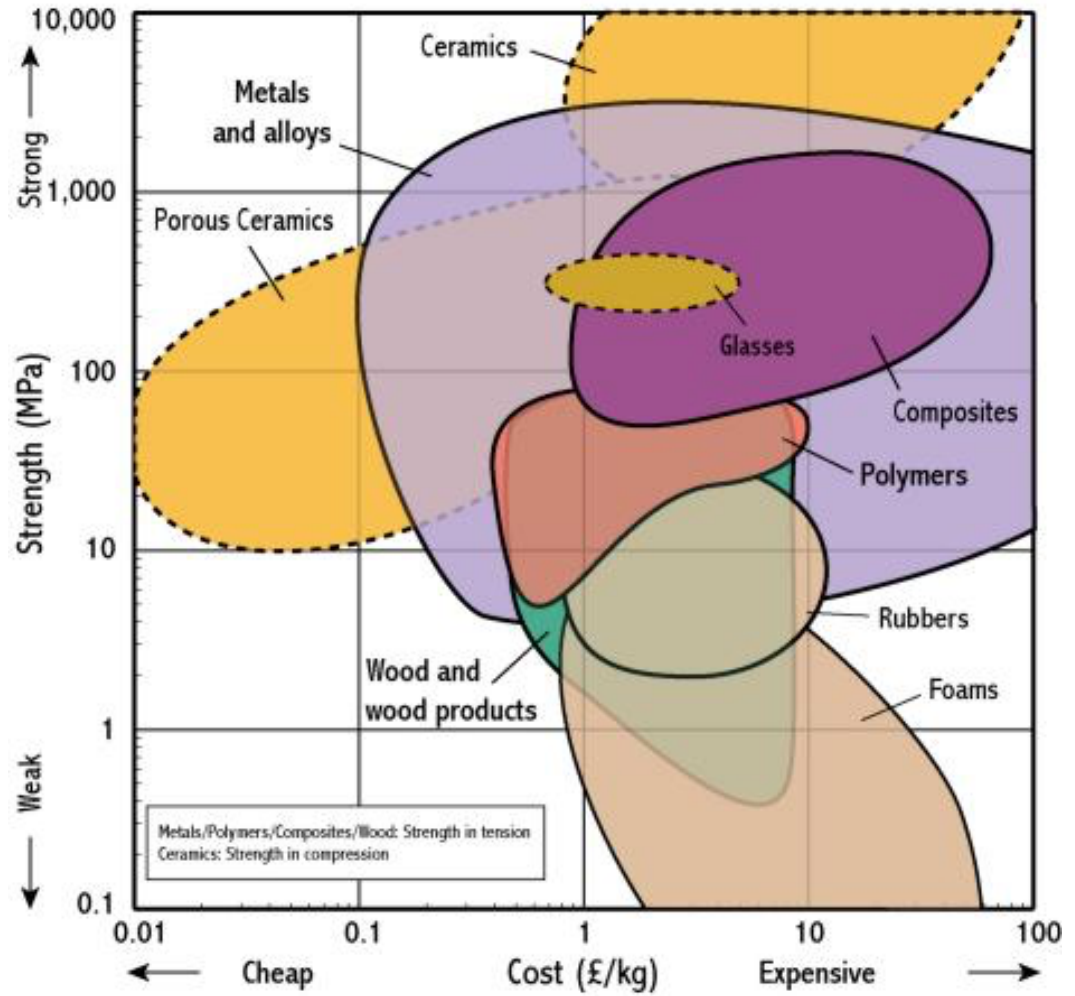 10,000
Ceramics
Strong
Metals
and alloys
1,000
Porous Ceramics
Glasses
100
Composites
Strength (MPa)
Polymers
10
Rubbers
Wood and
wood products
Foams
1
Weak
Metals/Polymers/Composites/Wood: Strength in tension
Ceramics: Strength in compression
0.1
0.01
0.1
1
10
100
Cheap
Cost (£/kg)
Expensive